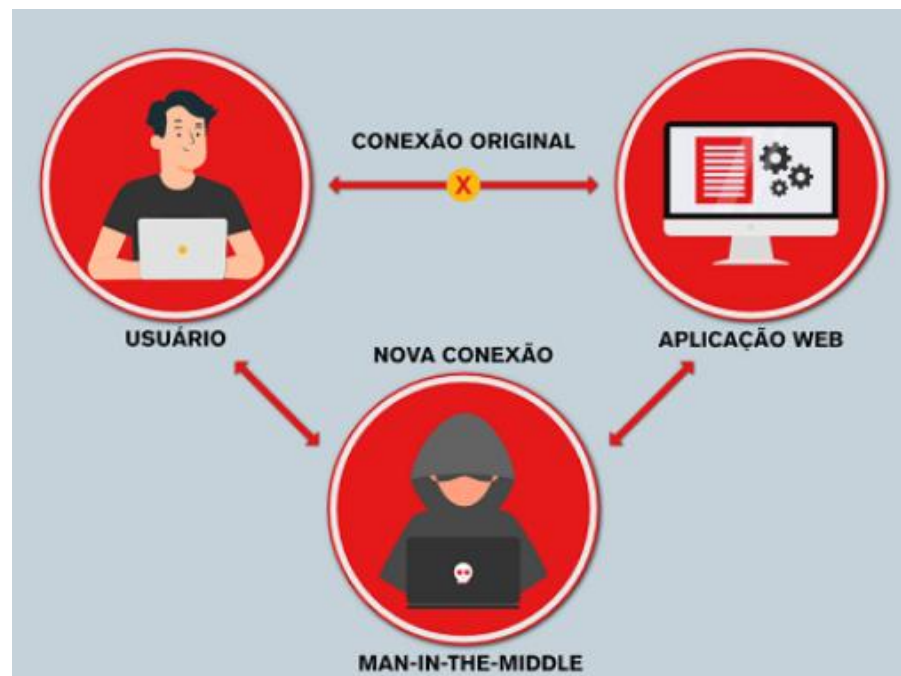 CONEXÃO ORIGINAL
X
USUÁRIO
APLICAÇÃO WEB
NOVA CONEXÃO
MAN-IN-THE-MIDDLE